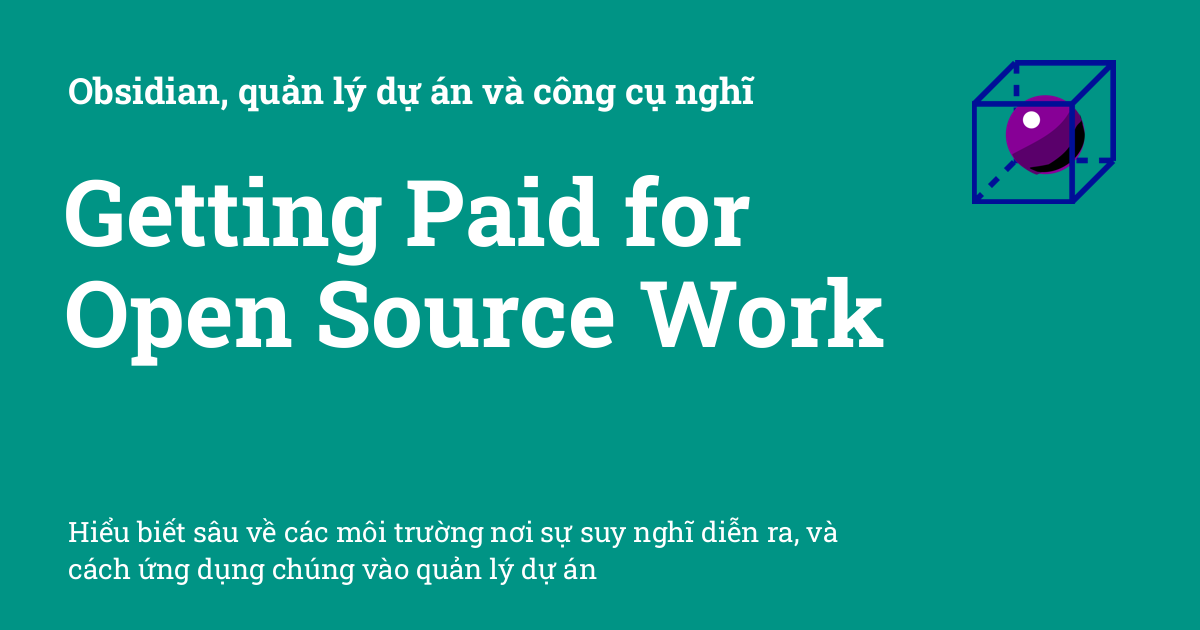 Obsidian, quản lý dự án và công cụ nghĩ
Getting Paid for
Open Source Work
Hiểu biết sâu về các môi trường nơi sự suy nghĩ diễn ra, và
cách ứng dụng chúng vào quản lý dự án